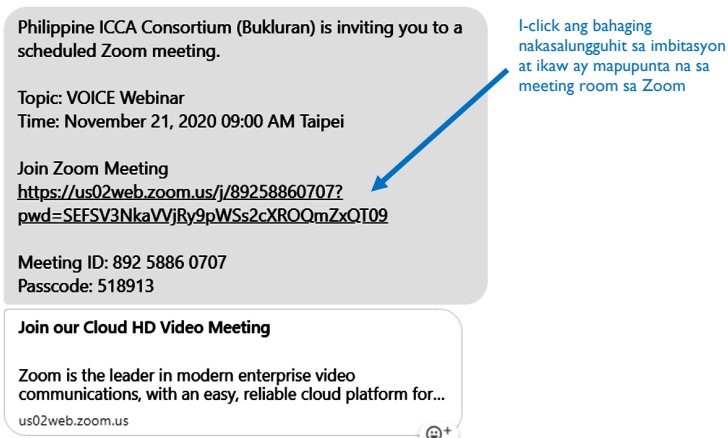 Philippine ICCA Consortium (Bukluran) is inviting you to a
scheduled Zoom meeting.
Topic: VOICE Webinar
Time: November 21, 2020 09:00 AM Taipei
Join Zoom Meeting
https://us02web.zoom.us/j/89258860707?
pwd=SEFSV3NkaVVjRy9pWSs2cXROQmZxQT09
Meeting ID: 892 5886 0707
Passcode: 518913
I-click ang bahaging
nakasalungguhit sa imbitasyon
at ikaw ay mapupunta na sa
meeting room sa Zoom
Join our Cloud HD Video Meeting
Zoom is the leader in modern enterprise video
communications, with an easy, reliable cloud platform for...
us02web.zoom.us